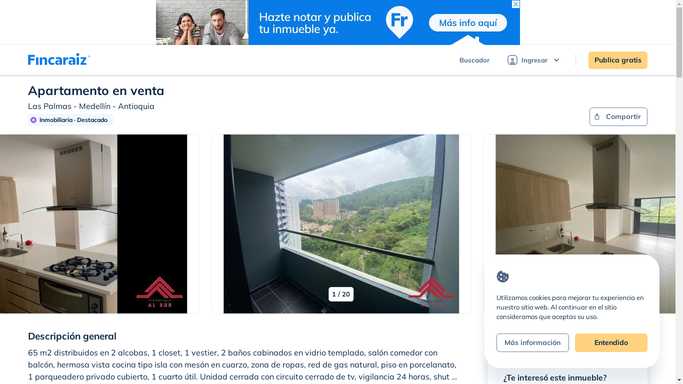 Hazte notar y publica
tu inmueble ya.
Fr
Más info aquí
Fincaraiz
Buscador
Ingresar
Publica gratis
Apartamento en venta
Las Palmas - Medellín - Antioquia
Inmobiliaria · Destacado
Compartir
AL SUR
1 / 20
Utilizamos cookies para mejorar tu experiencia en
nuestro sitio web. Al continuar en el sitio
consideramos que aceptas su uso.
Más información
Entendido
Descripción general
65 m2 distribuidos en 2 alcobas, 1 closet, 1 vestier, 2 baños cabinados en vidrio templado, salón comedor con
balcón, hermosa vista cocina tipo isla con mesón en cuarzo, zona de ropas, red de gas natural, piso en porcelanato,
1 parqueadero privado cubierto, 1 cuarto útil. Unidad cerrada con circuito cerrado de tv, vigilancia 24 horas, shut ...
¿Te interesó este inmueble?